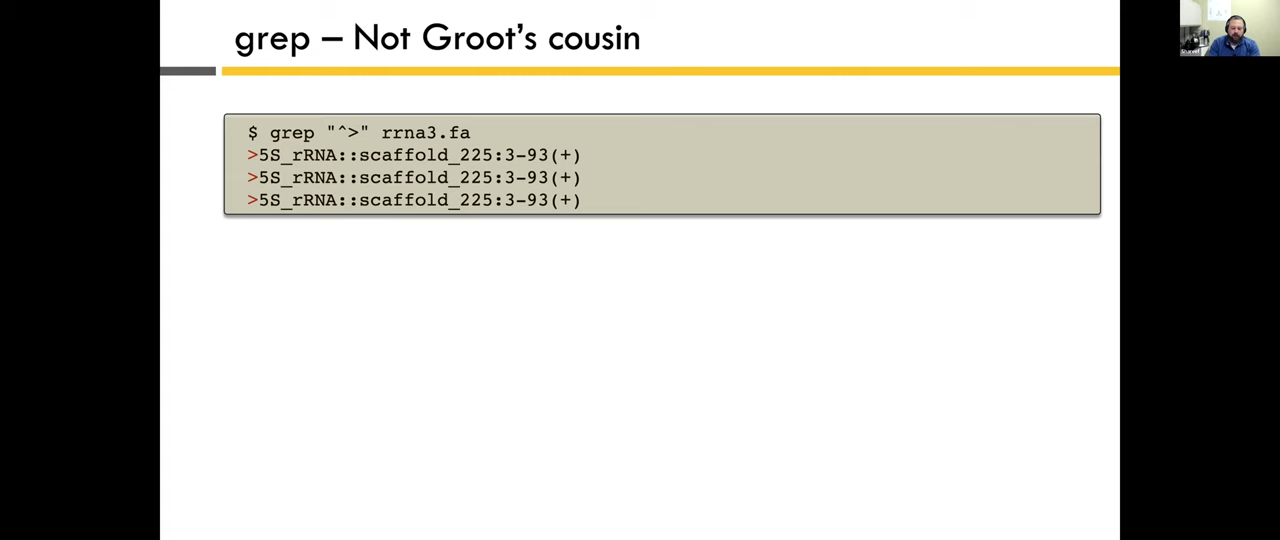 grep – Not Groot's cousin
$ grep "^>" rrna3.fa
>5S_rRNA::scaffold_225:3-93(+)
>5S_rRNA::scaffold_225:3-93(+)
>5S_rRNA::scaffold_225:3-93(+)